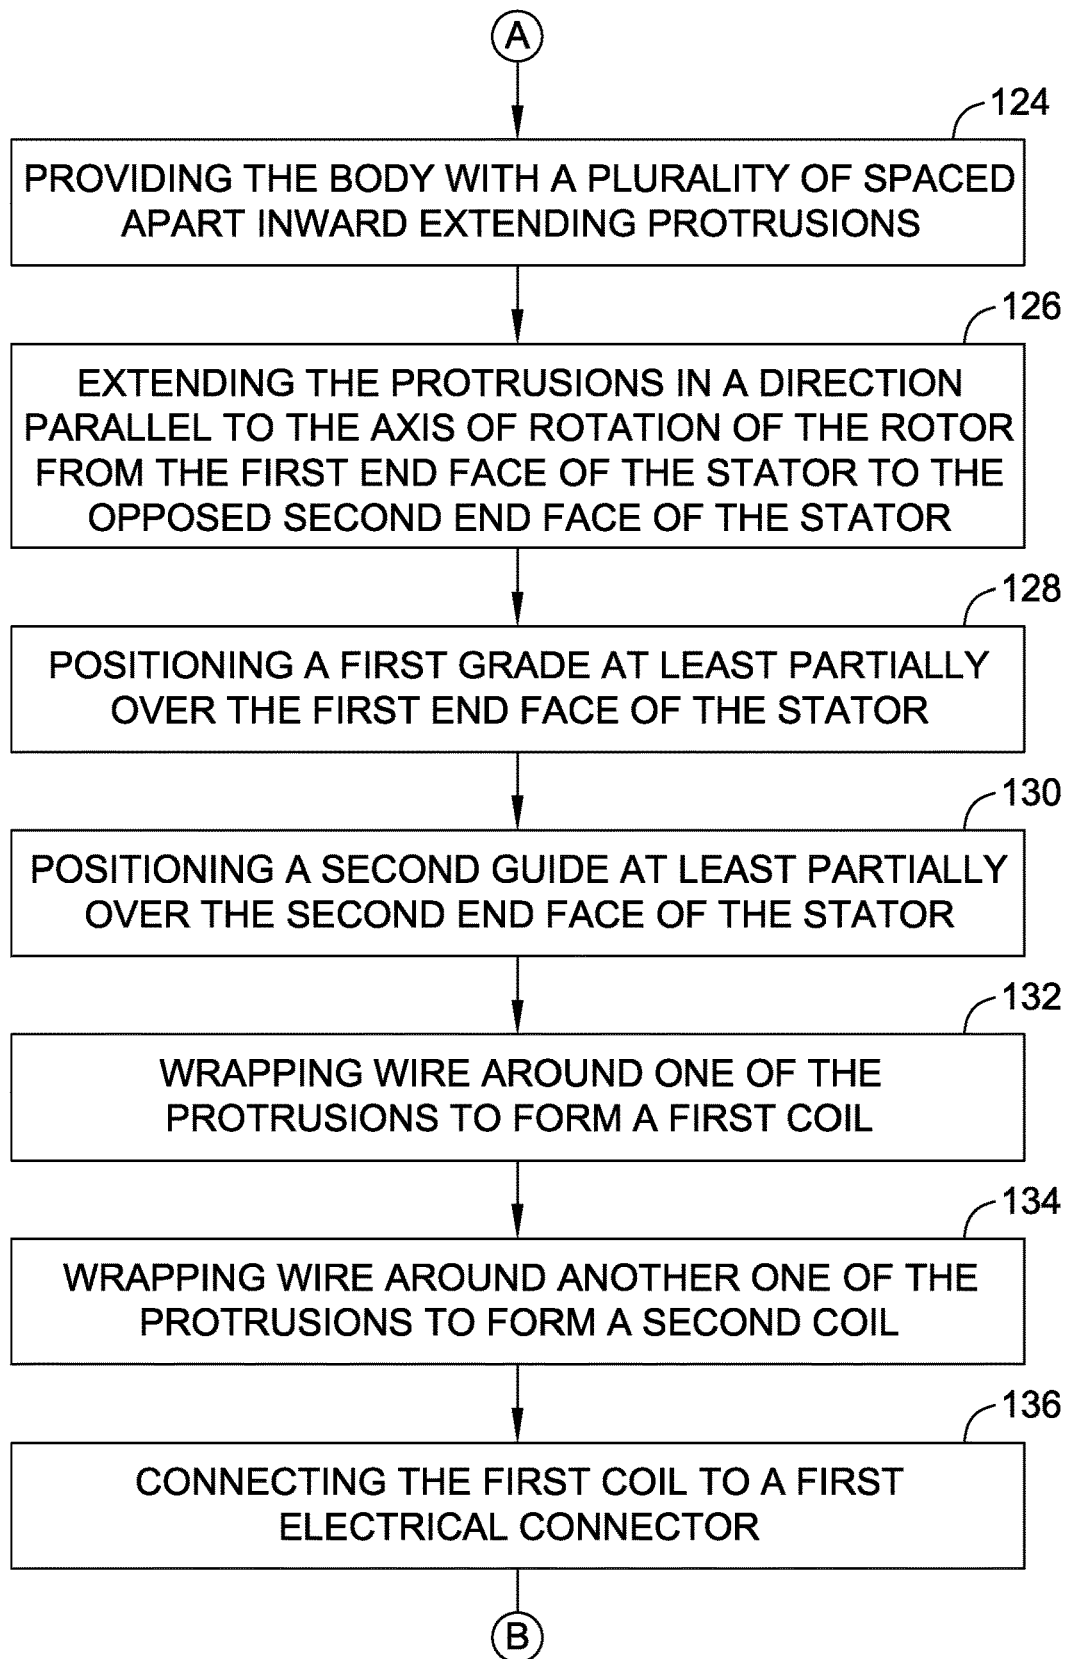 A
124
PROVIDING THE BODY WITH A PLURALITY OF SPACED
APART INWARD EXTENDING PROTRUSIONS
126
EXTENDING THE PROTRUSIONS IN A DIRECTION
PARALLEL TO THE AXIS OF ROTATION OF THE ROTOR
FROM THE FIRST END FACE OF THE STATOR TO THE
OPPOSED SECOND END FACE OF THE STATOR
128
POSITIONING A FIRST GRADE AT LEAST PARTIALLY
OVER THE FIRST END FACE OF THE STATOR
130
POSITIONING A SECOND GUIDE AT LEAST PARTIALLY
OVER THE SECOND END FACE OF THE STATOR
132
WRAPPING WIRE AROUND ONE OF THE
PROTRUSIONS TO FORM A FIRST COIL
134
WRAPPING WIRE AROUND ANOTHER ONE OF THE
PROTRUSIONS TO FORM A SECOND COIL
136
CONNECTING THE FIRST COIL TO A FIRST
ELECTRICAL CONNECTOR
B